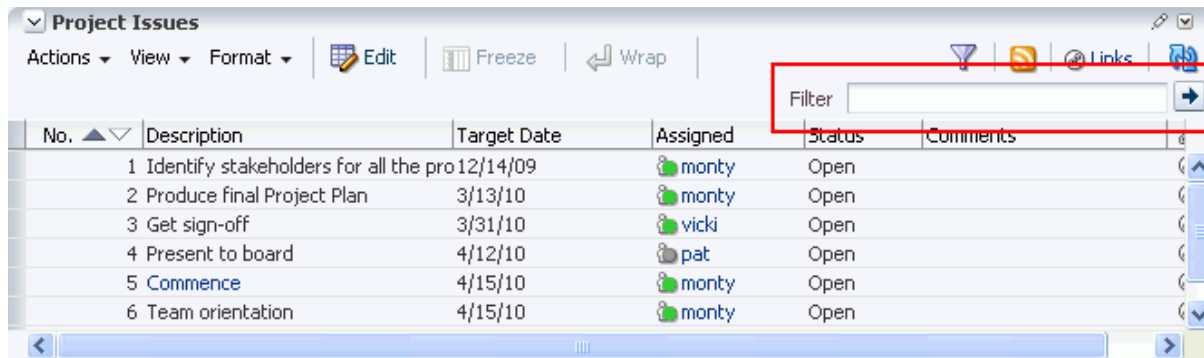 Project Issues
Actions View Format Edit Freeze Wrap Links
Filter
No. Description Target Date Assigned Status Comments
1 Identify stakeholders for all the pro 12/14/09 monty Open
2 Produce final Project Plan 3/13/10 monty Open
3 Get sign-off 3/31/10 vicki Open
4 Present to board 4/12/10 pat Open
5 Commence 4/15/10 monty Open
6 Team orientation 4/15/10 monty Open